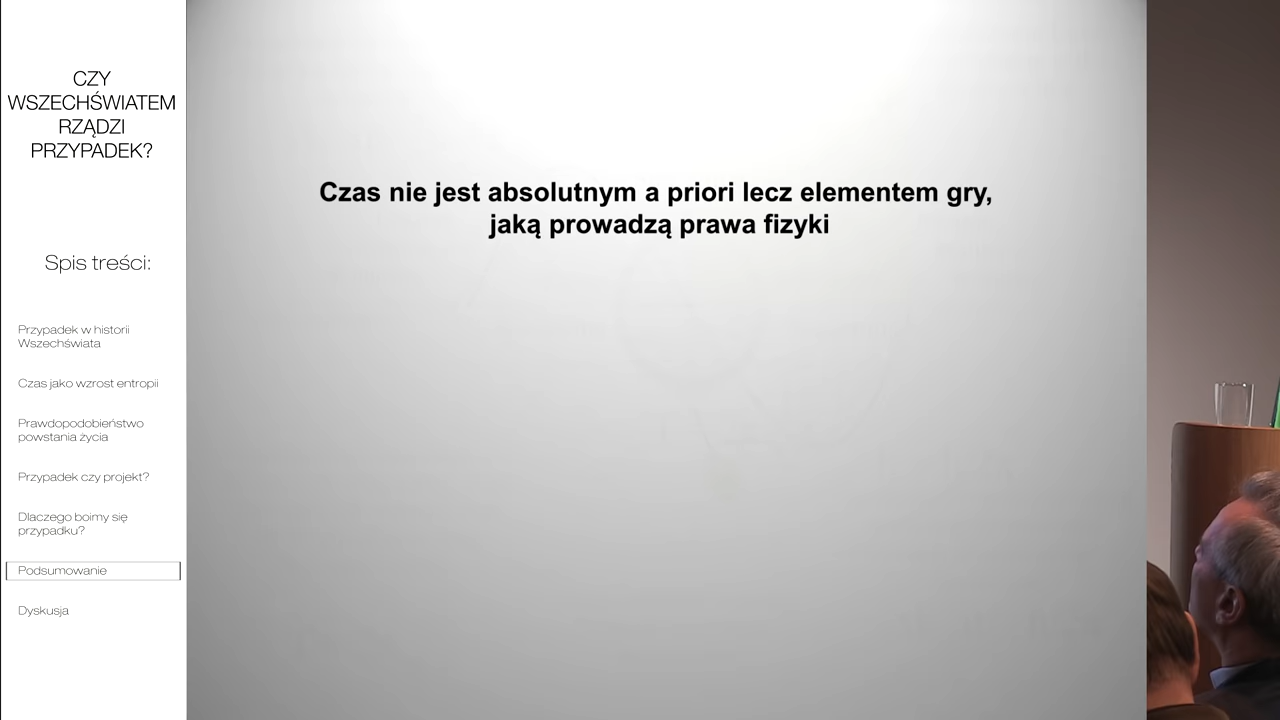 CZY
WSZECHŚWIATEM
RZĄDZI
PRZYPADEK?
Spis treści:
Przypadek w historii
Wszechświata
Czas jako wzrost entropii
Prawdopodobieństwo
powstania życia
Przypadek czy projekt?
Dlaczego boimy się
przypadku?
Podsumowanie
Dyskusja
Czas nie jest absolutnym a priori lecz elementem gry,
jaką prowadzą prawa fizyki